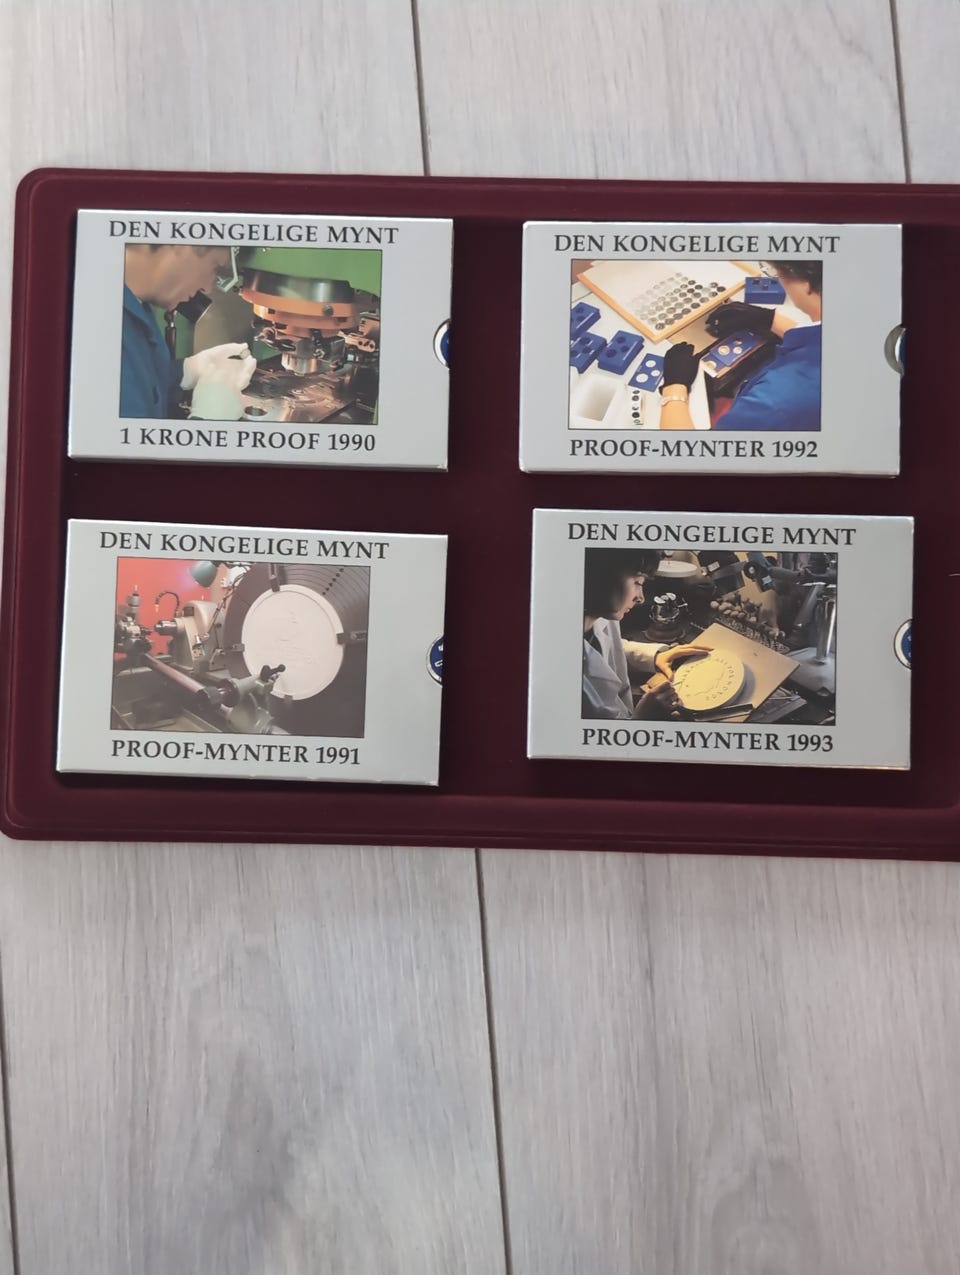 DEN KONGELIGE MYNT
1 KRONE PROOF 1990
DEN KONGELIGE MYNT
PROOF-MYNTER 1992
DEN KONGELIGE MYNT
PROOF-MYNTER 1991
DEN KONGELIGE MYNT
PROOF-MYNTER 1993